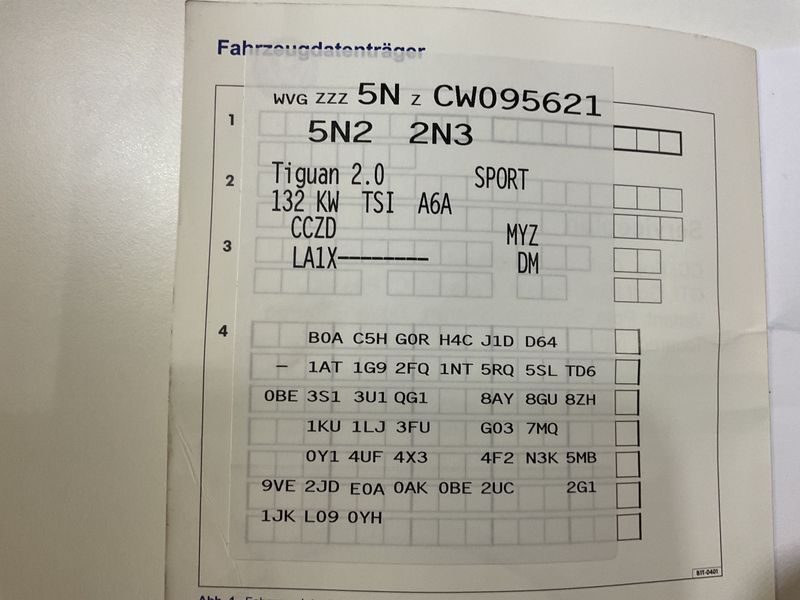 Fahrzeugdatenträger
WVG ZZZ 5N Z CW095621
1
5N2 2N3
2
Tiguan 2.0 SPORT
132 KW TSI A6A
CCZD MYZ
3
LA1X-------- DM
4
B0A C5H G0R H4C J1D D64
- 1AT 1G9 2FQ 1NT 5RQ 5SL TD6
0BE 3S1 3U1 QG1 8AY 8GU 8ZH
1KU 1LJ 3FU G03 7MQ
0Y1 4UF 4X3 4F2 N3K 5MB
9VE 2JD E0A 0AK 0BE 2UC 2G1
1JK L09 0YH
B1T-0401